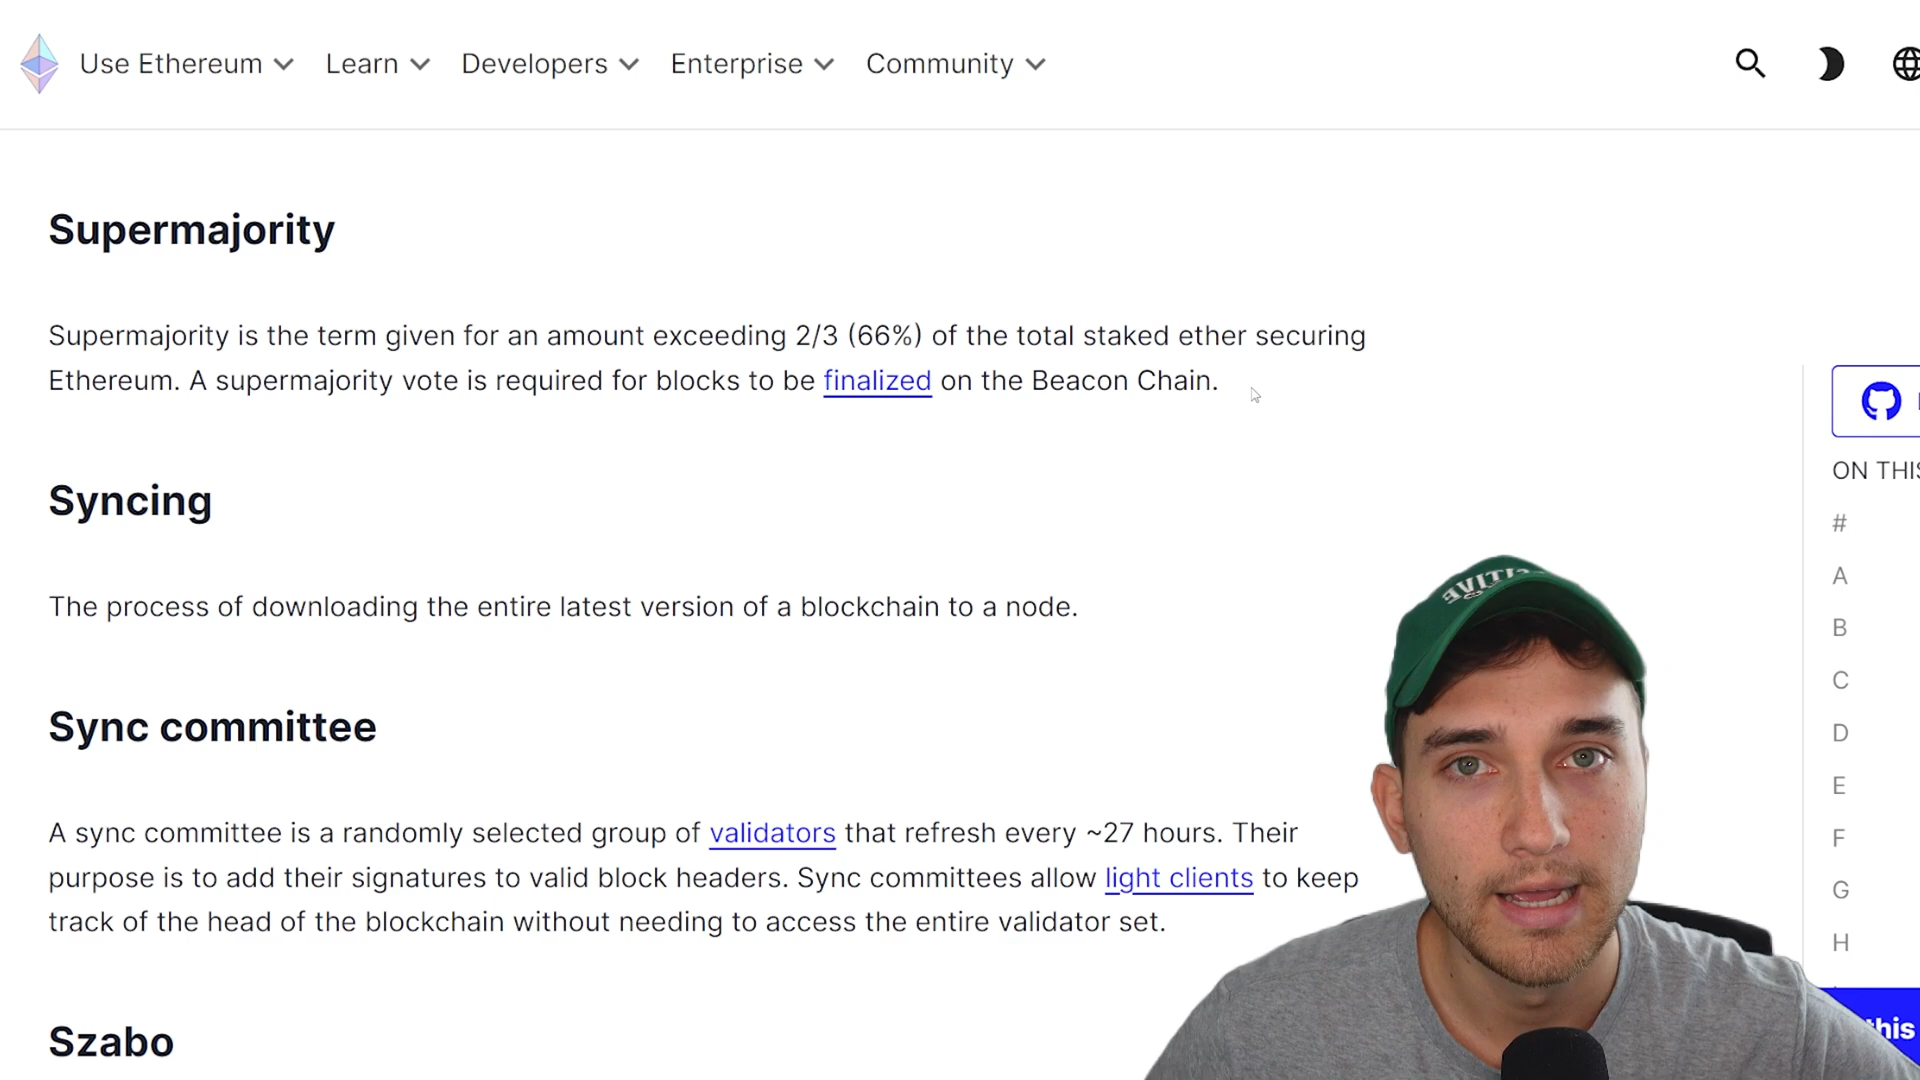 Use Ethereum Learn Developers Enterprise Community
Supermajority
Supermajority is the term given for an amount exceeding 2/3 (66%) of the total staked ether securing
Ethereum. A supermajority vote is required for blocks to be finalized on the Beacon Chain.
Syncing
The process of downloading the entire latest version of a blockchain to a node.
Sync committee
A sync committee is a randomly selected group of validators that refresh every ~27 hours. Their
purpose is to add their signatures to valid block headers. Sync committees allow light clients to keep
track of the head of the blockchain without needing to access the entire validator set.
Szabo
ON THIS
#
A
B
C
D
E
F
G
H
this